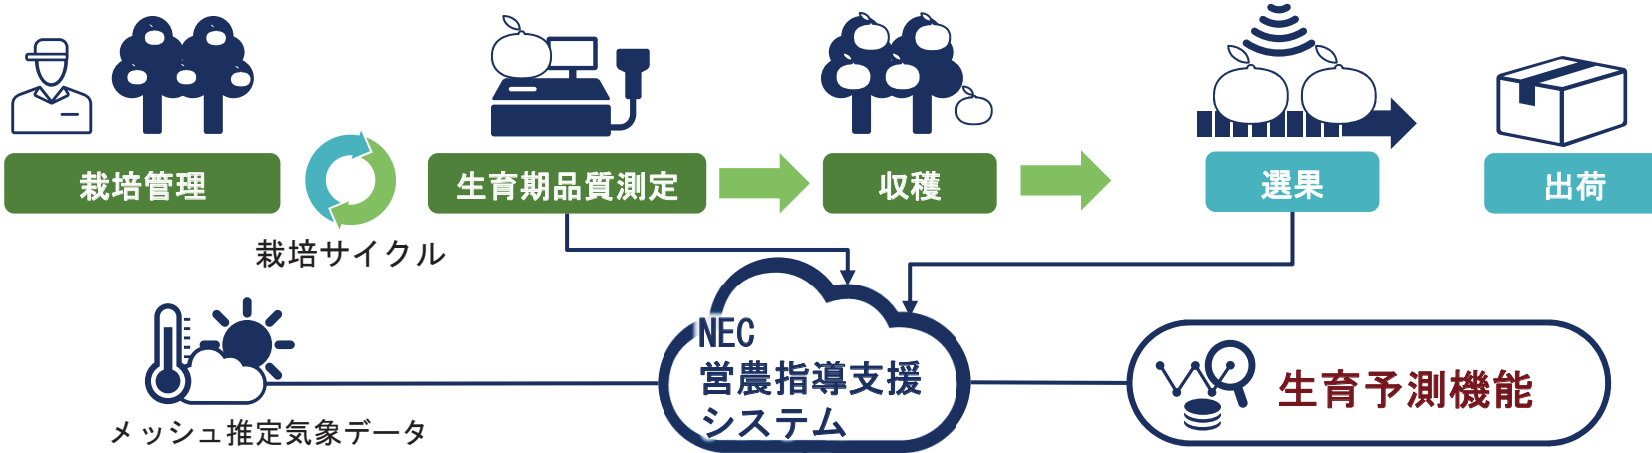 栽培管理
生育期品質測定
収穫
選果
出荷
栽培サイクル
NEC
営農指導支援
システム
生育予測機能
メッシュ推定気象データ